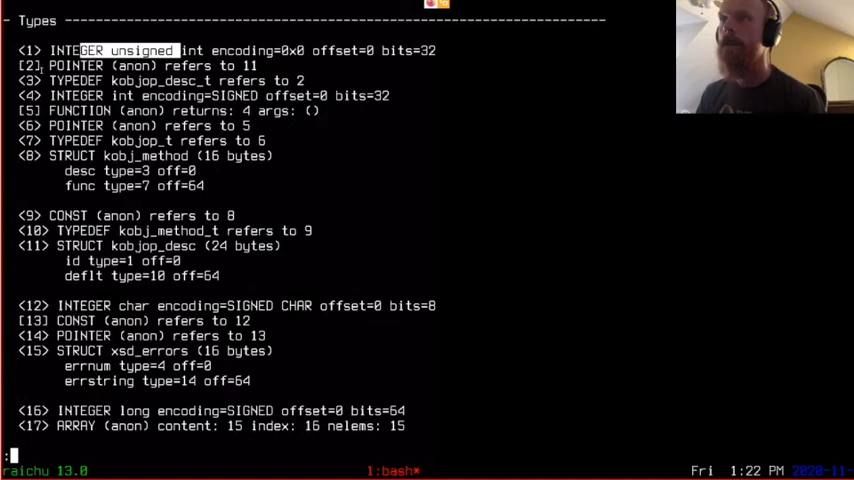 - Types ----------------------------------------------------------------------------
<1> INTEGER unsigned int encoding=0x0 offset=0 bits=32
[2] POINTER (anon) refers to 11
<3> TYPEDEF kobjop_desc_t refers to 2
<4> INTEGER int encoding=SIGNED offset=0 bits=32
[5] FUNCTION (anon) returns: 4 args: ()
<6> POINTER (anon) refers to 5
<7> TYPEDEF kobjop_t refers to 6
<8> STRUCT kobj_method (16 bytes)
desc type=3 off=0
func type=7 off=64
<9> CONST (anon) refers to 8
<10> TYPEDEF kobj_method_t refers to 9
<11> STRUCT kobjop_desc (24 bytes)
id type=1 off=0
deflt type=10 off=64
<12> INTEGER char encoding=SIGNED CHAR offset=0 bits=8
[13] CONST (anon) refers to 12
<14> POINTER (anon) refers to 13
<15> STRUCT xsd_errors (16 bytes)
errnum type=4 off=0
errstring type=14 off=64
<16> INTEGER long encoding=SIGNED offset=0 bits=64
<17> ARRAY (anon) content: 15 index: 16 nelems: 15
:
raichu 13.0 1:bash* Fri 1:22 PM 2020-11-